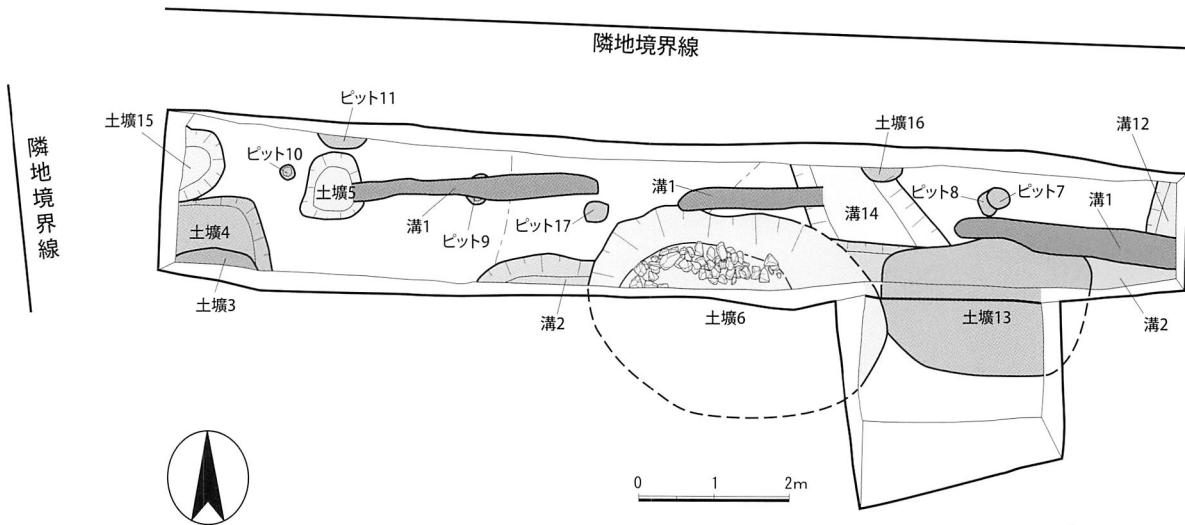 隣地境界線
隣地境界線
ピット11
土壙15
ピット10
土壙5
土壙4
土壙3
溝1
ピット9
ピット17
溝2
溝1
土壙16
溝14
ピット8
ピット7
溝12
溝1
土壙6
土壙13
溝2
0 1 2m